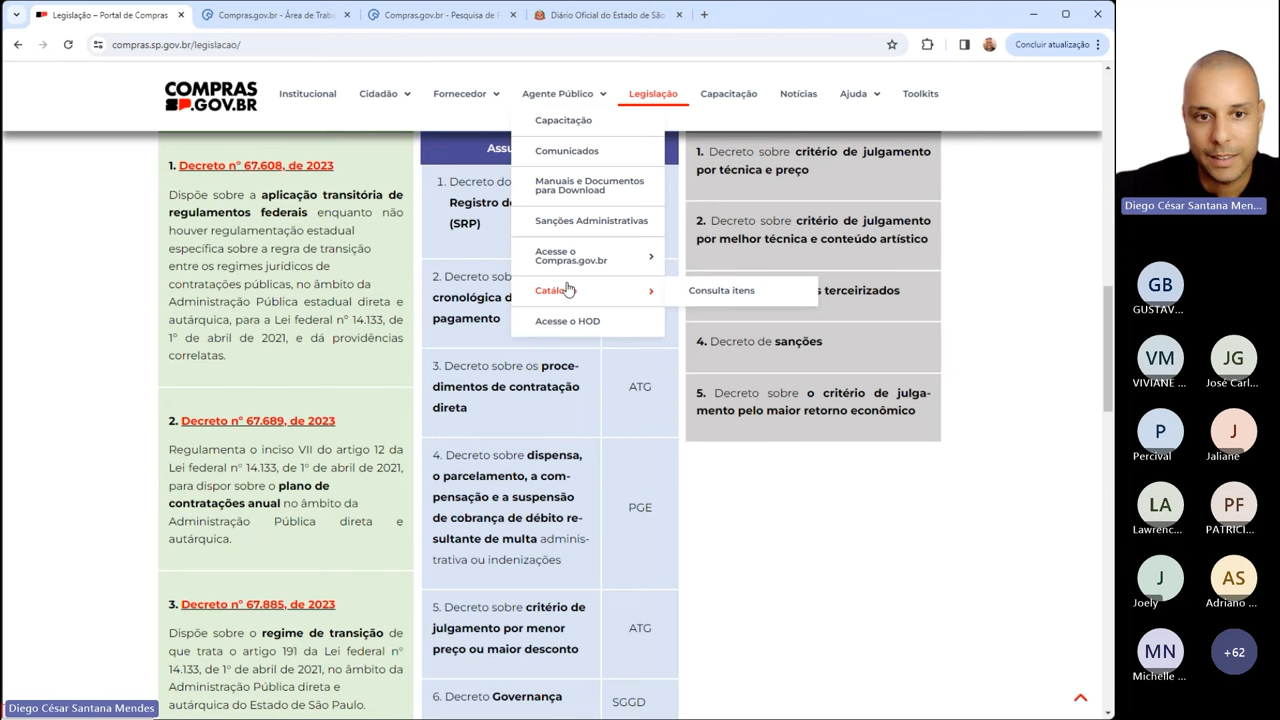 Legislação – Portal de Compras
Compras.gov.br - Área de Trab
Compras.gov.br - Pesquisa de
Diário Oficial do Estado de São
compras.sp.gov.br/legislacao/
Concluir atualização
COMPRAS
SP.GOV.BR
Institucional
Cidadão
Fornecedor
Agente Público
Legislação
Capacitação
Notícias
Ajuda
Toolkits
Capacitação
Comunicados
Manuais e Documentos
para Download
Sanções Administrativas
Acesse o
Compras.gov.br
Consulta itens
Acesse o HOD
1. Decreto nº 67.608, de 2023
Dispõe sobre a aplicação transitória de
regulamentos federais enquanto não
houver regulamentação estadual
específica sobre a regra de transição
entre os regimes jurídicos de
contratações públicas, no âmbito da
Administração Pública estadual direta e
autárquica, para a Lei federal nº 14.133, de
1º de abril de 2021, e dá providências
correlatas.
2. Decreto nº 67.689, de 2023
Regulamenta o inciso VII do artigo 12 da
Lei federal nº 14.133, de 1º de abril de 2021,
para dispor sobre o plano de
contratações anual no âmbito da
Administração Pública direta e
autárquica.
3. Decreto nº 67.885, de 2023
Dispõe sobre o regime de transição de
que trata o artigo 191 da Lei federal nº
14.133, de 1º de abril de 2021, no âmbito da
Administração Pública direta e
autárquica do Estado de São Paulo.
1. Decreto do
Registro de
(SRP)
2. Decreto sob
cronológica d
pagamento
3. Decreto sobre os proce-
dimentos de contratação
direta
ATG
4. Decreto sobre dispensa,
o parcelamento, a com-
pensação e a suspensão
de cobrança de débito re-
sultante de multa adminis-
trativa ou indenizações
PGE
5. Decreto sobre critério de
julgamento por menor
preço ou maior desconto
ATG
6. Decreto Governança
SGGD
1. Decreto sobre critério de julgamento
por técnica e preço
2. Decreto sobre critério de julgamento
por melhor técnica e conteúdo artístico
s terceirizados
4. Decreto de sanções
5. Decreto sobre o critério de julga-
mento pelo maior retorno econômico
Diego César Santana Mendes
Diego César Santana Men...
GB
GUSTAV...
VM
VIVIANE ...
JG
José Carl...
P
Percival
J
Jaliane
LA
Lawrenc...
PF
PATRICI...
J
Joely
AS
Adriano ...
MN
Michelle ...
+62